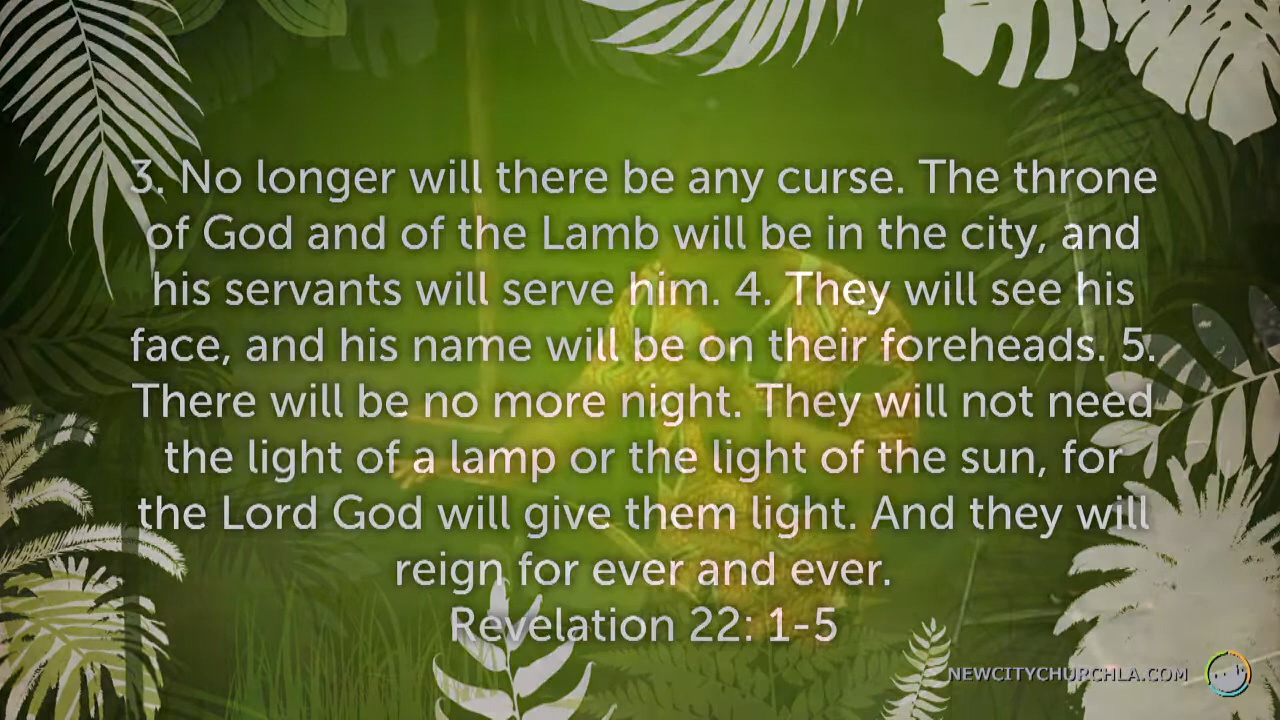 3. No longer will there be any curse. The throne
of God and of the Lamb will be in the city, and
his servants will serve him. 4. They will see his
face, and his name will be on their foreheads. 5.
There will be no more night. They will not need
the light of a lamp or the light of the sun, for
the Lord God will give them light. And they will
reign for ever and ever.
Revelation 22: 1-5
NEWCITYCHURCHLA.COM